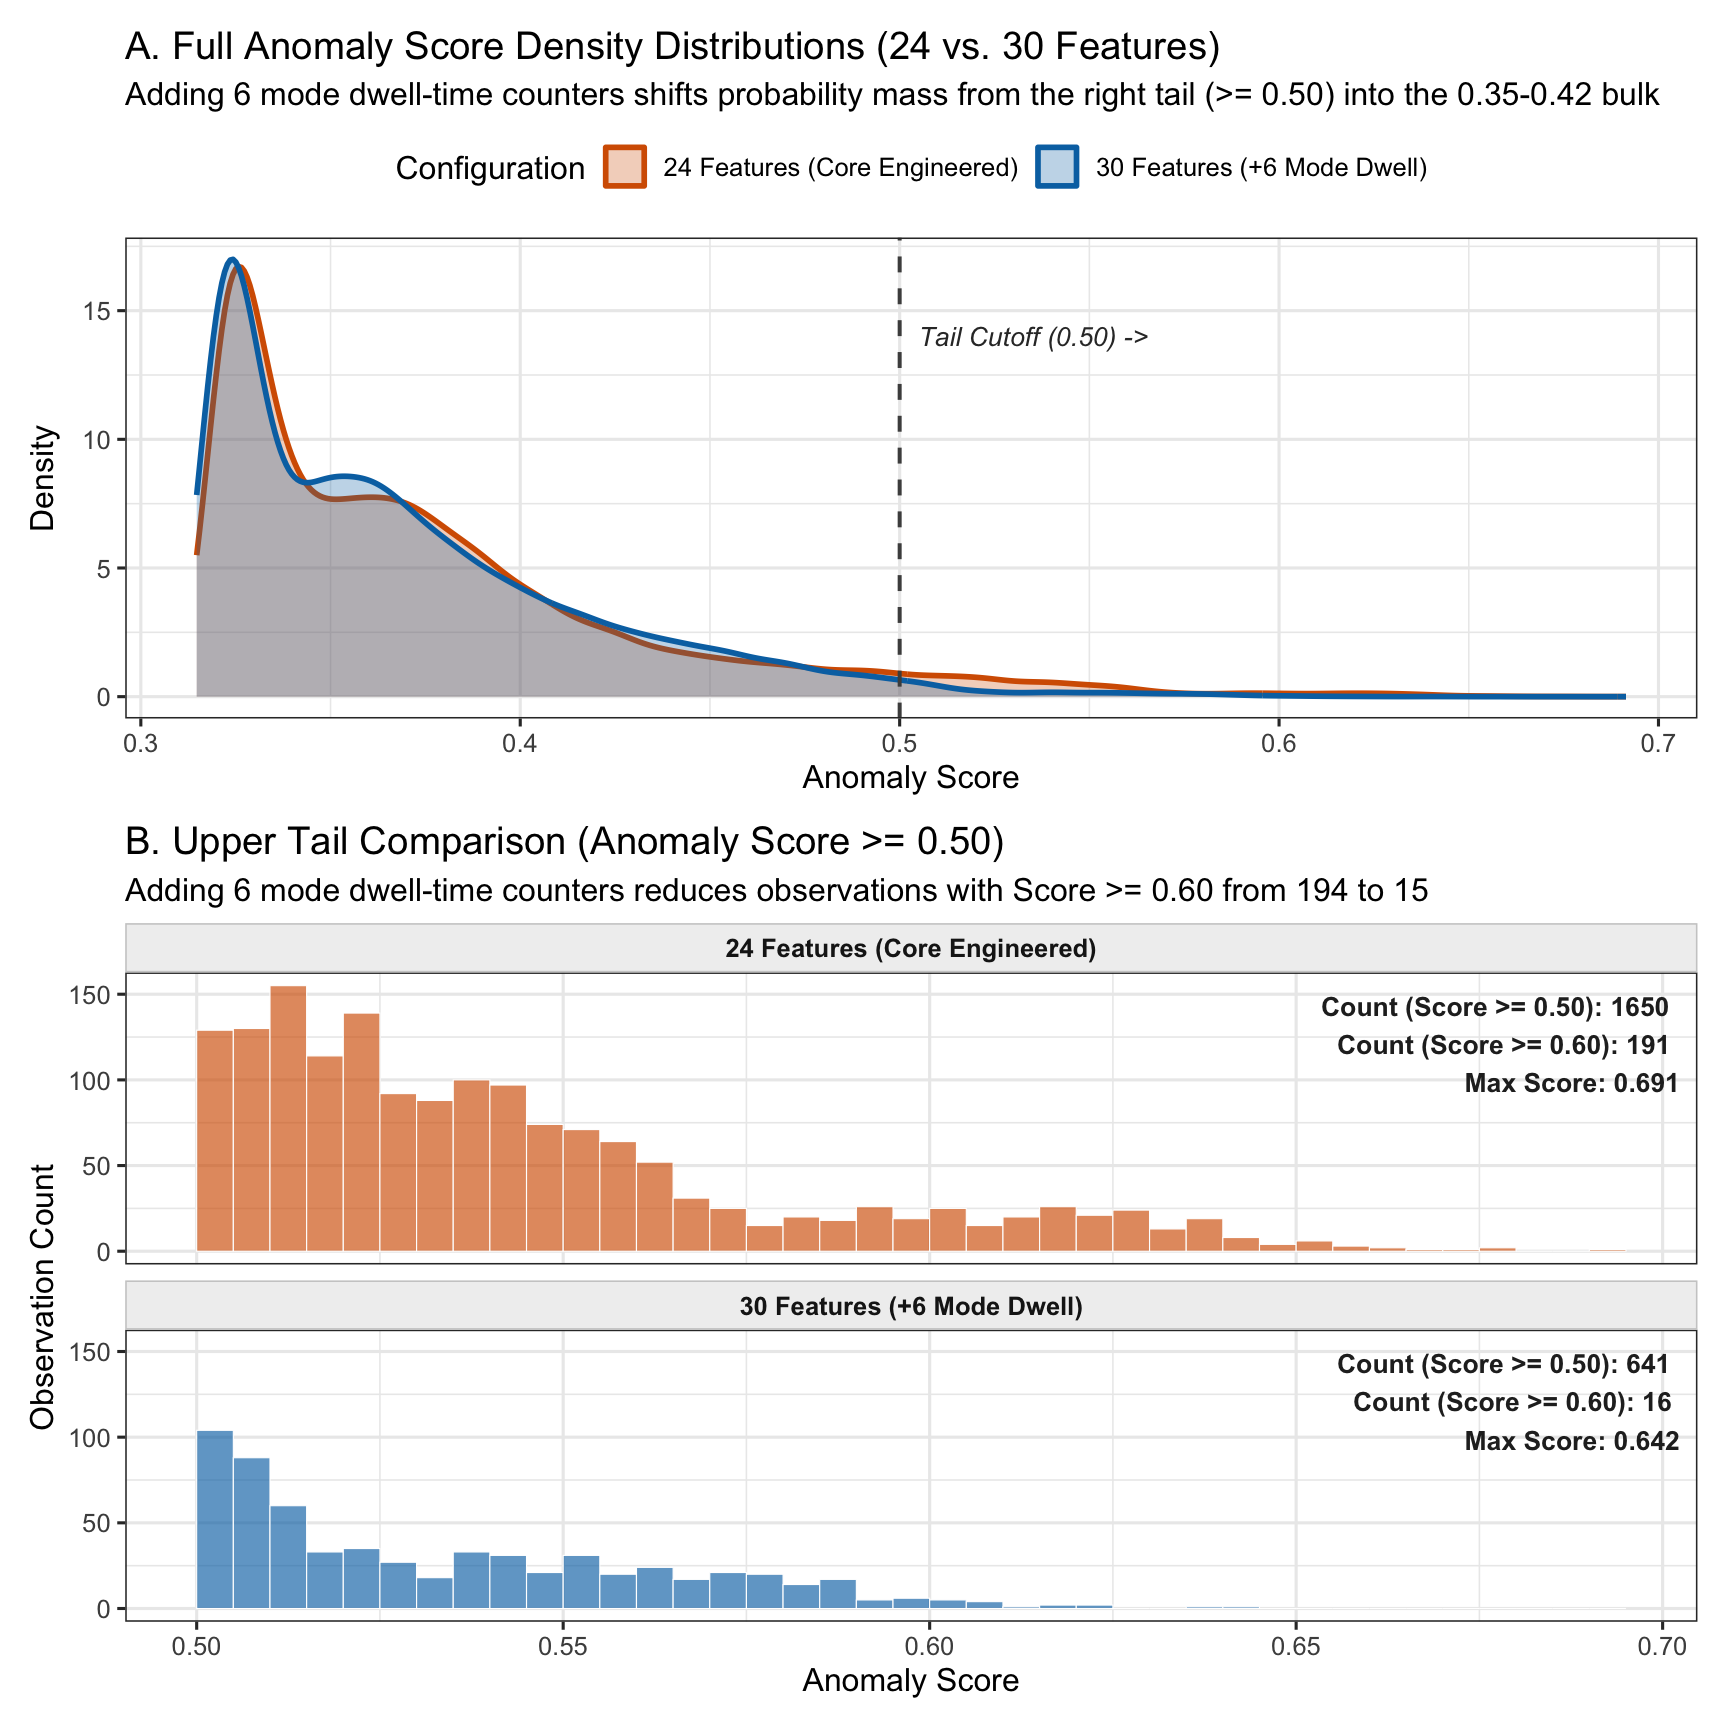 A. Full Anomaly Score Density Distributions (24 vs. 30 Features)
Adding 6 mode dwell-time counters shifts probability mass from the right tail (>= 0.50) into the 0.35-0.42 bulk
Configuration 24 Features (Core Engineered) 30 Features (+6 Mode Dwell)
Density
15
10
5
0
Tail Cutoff (0.50) ->
0.3 0.4 0.5 0.6 0.7
Anomaly Score
B. Upper Tail Comparison (Anomaly Score >= 0.50)
Adding 6 mode dwell-time counters reduces observations with Score >= 0.60 from 194 to 15
Observation Count
24 Features (Core Engineered)
150
100
50
0
Count (Score >= 0.50): 1650
Count (Score >= 0.60): 191
Max Score: 0.691
30 Features (+6 Mode Dwell)
150
100
50
0
Count (Score >= 0.50): 641
Count (Score >= 0.60): 16
Max Score: 0.642
0.50 0.55 0.60 0.65 0.70
Anomaly Score